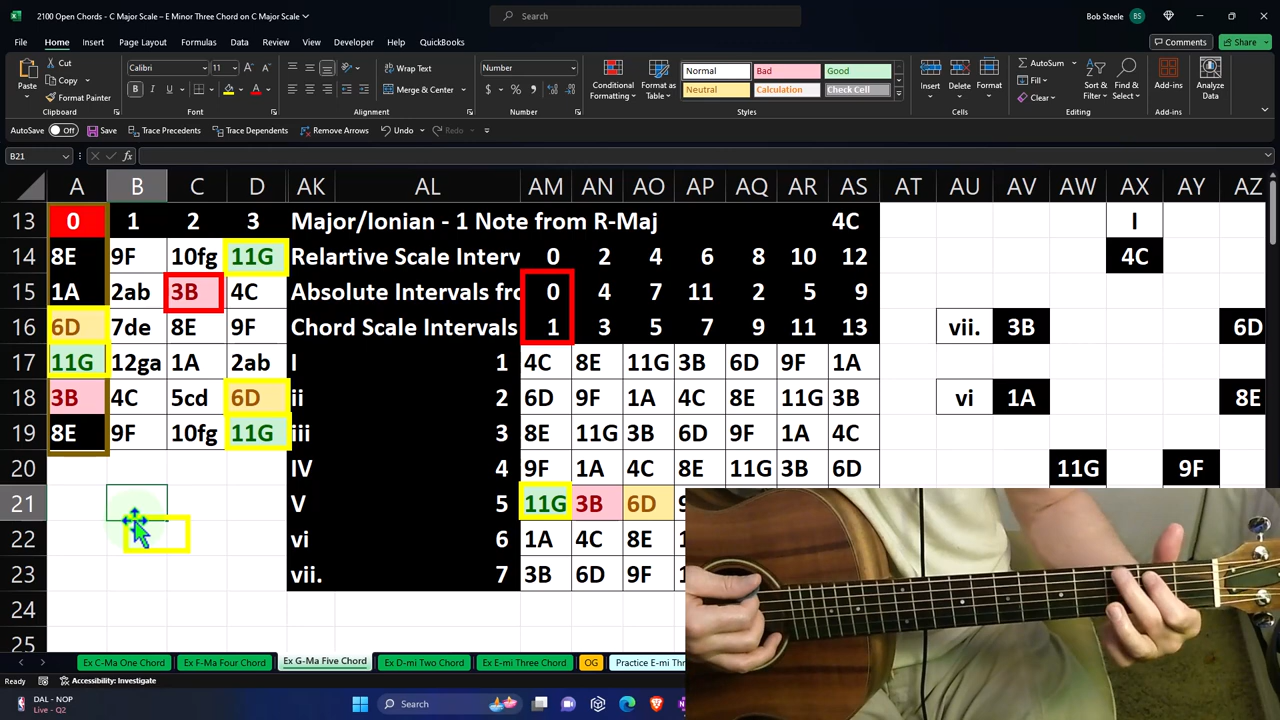 2100 Open Chords - C Major Scale – E Minor Three Chord on C Major Scale
Search
Bob Steele BS
File Home Insert Page Layout Formulas Data Review View Developer Automate Help QuickBooks
Comments Share
Paste Cut Copy Format Painter
Calibri 11
Wrap Text
Merge & Center
Number
Conditional Formatting Format as Table
Normal Bad Good
Neutral Calculation Check Cell
Insert Delete Format
AutoSum Fill Clear
Sort & Filter Find & Select
Add-ins Analyze Data
Clipboard Font Alignment Number Styles Cells Editing Add-ins
AutoSave Off Save Trace Precedents Trace Dependents Remove Arrows Undo Redo
B21 fx
A B C D AK AL AM AN AO AP AQ AR AS AT AU AV AW AX AY AZ
13 0 1 2 3 Major/Ionian - 1 Note from R-Maj 4C I
14 8E 9F 10fg 11G Relartive Scale Interv 0 2 4 6 8 10 12 4C
15 1A 2ab 3B 4C Absolute Intervals fro 0 4 7 11 2 5 9
16 6D 7de 8E 9F Chord Scale Intervals 1 3 5 7 9 11 13 vii. 3B 6D
17 11G 12ga 1A 2ab I 1 4C 8E 11G 3B 6D 9F 1A
18 3B 4C 5cd 6D ii 2 6D 9F 1A 4C 8E 11G 3B vi 1A 8E
19 8E 9F 10fg 11G iii 3 8E 11G 3B 6D 9F 1A 4C
20 IV 4 9F 1A 4C 8E 11G 3B 6D 11G 9F
21 V 5 11G 3B 6D
22 vi 6 1A 4C 8E
23 vii. 7 3B 6D 9F
24
25
Ex C-Ma One Chord Ex F-Ma Four Chord Ex G-Ma Five Chord Ex D-mi Two Chord Ex E-mi Three Chord OG Practice E-mi Thr
Ready Accessibility: Investigate
DAL - NOP
Live - Q2
Search